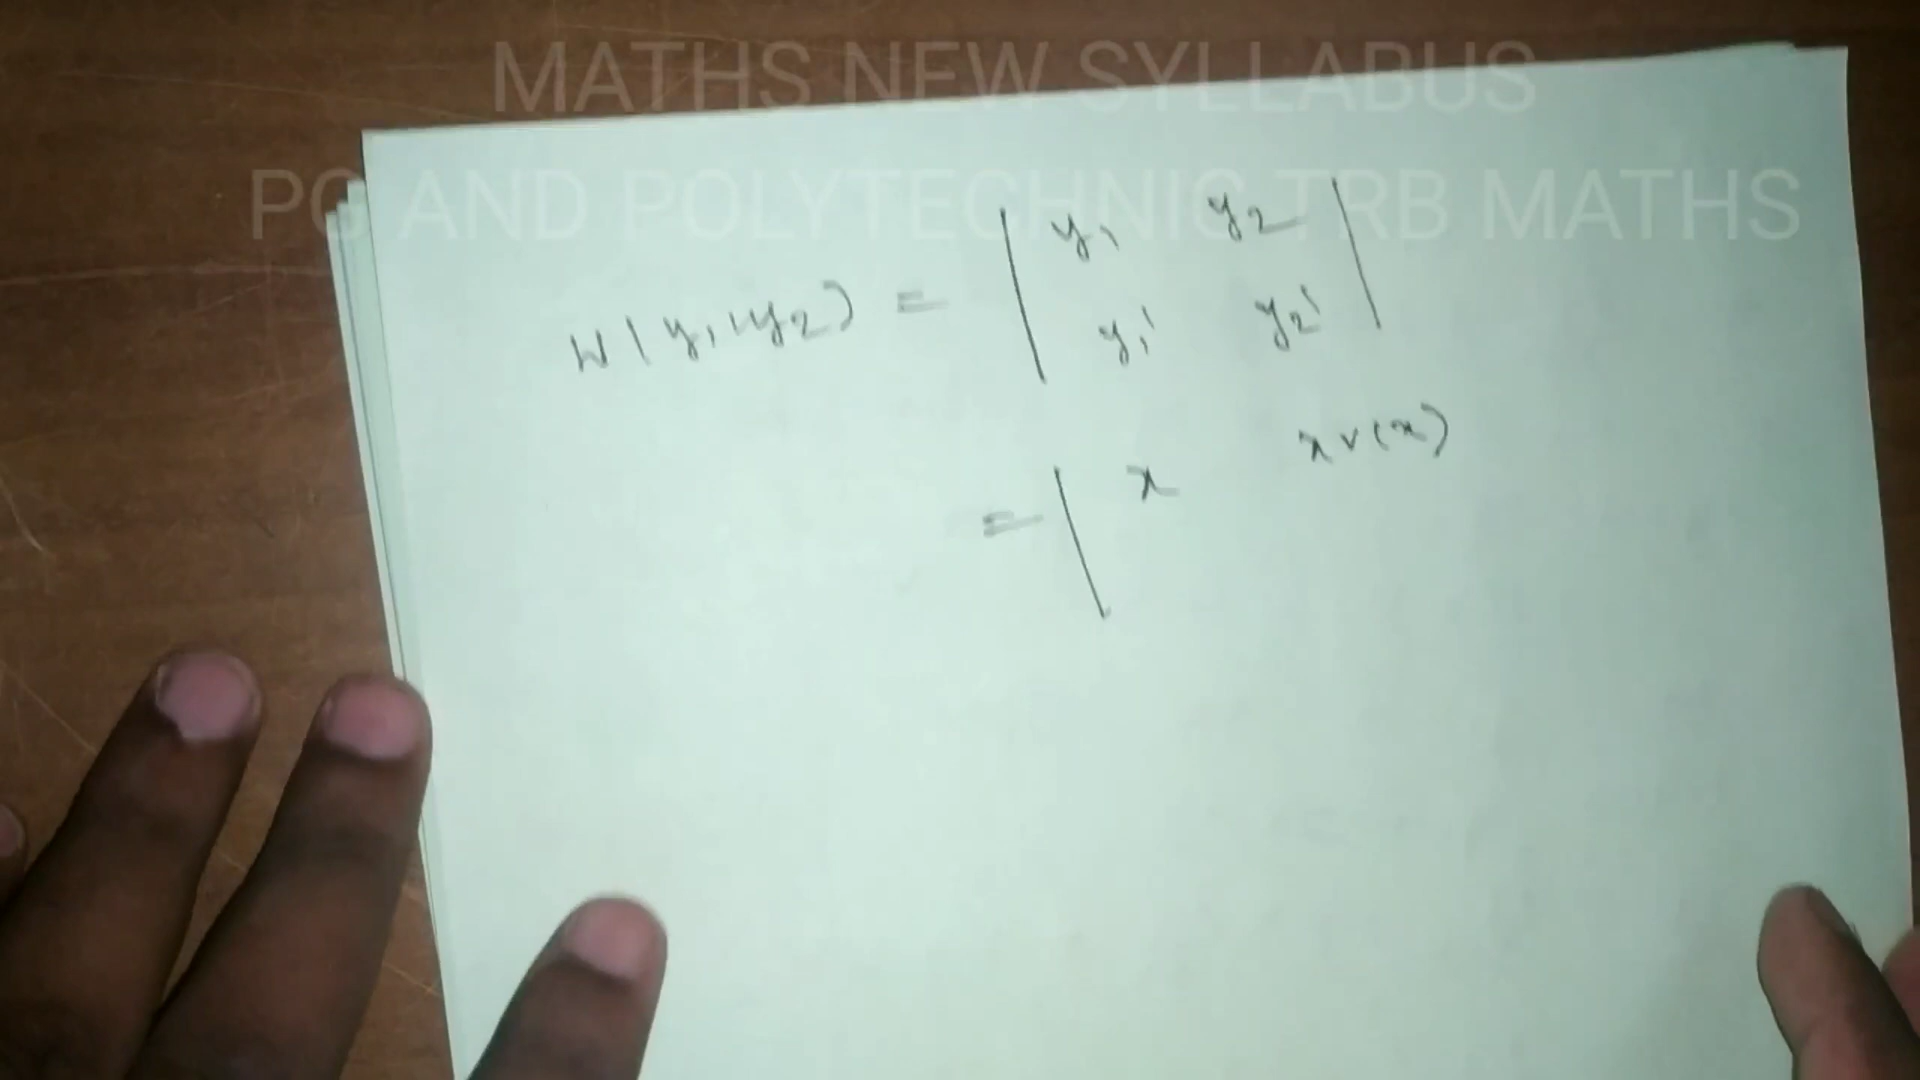 MATHS NEW SYLLABUS
PG AND POLYTECHNIC TRB MATHS
W(y₁,y₂) = | y₁ y₂ |
| y₁' y₂' |
= | x xv(x)